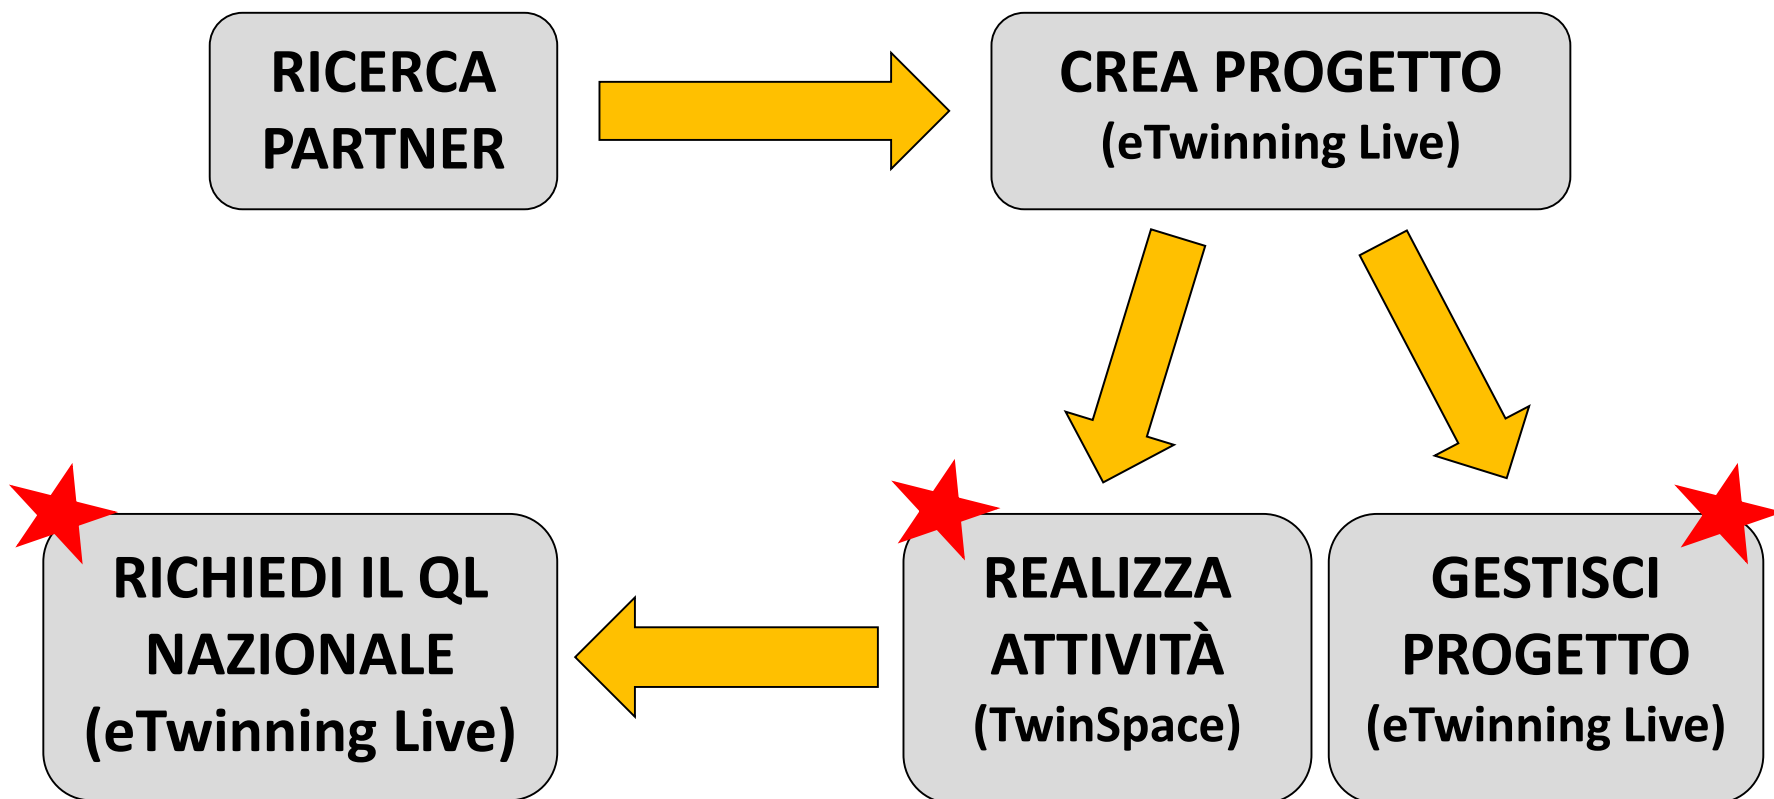 RICERCA
PARTNER
CREA PROGETTO
(eTwinning Live)
RICHIEDI IL QL
NAZIONALE
(eTwinning Live)
REALIZZA
ATTIVITÀ
(TwinSpace)
GESTISCI
PROGETTO
(eTwinning Live)